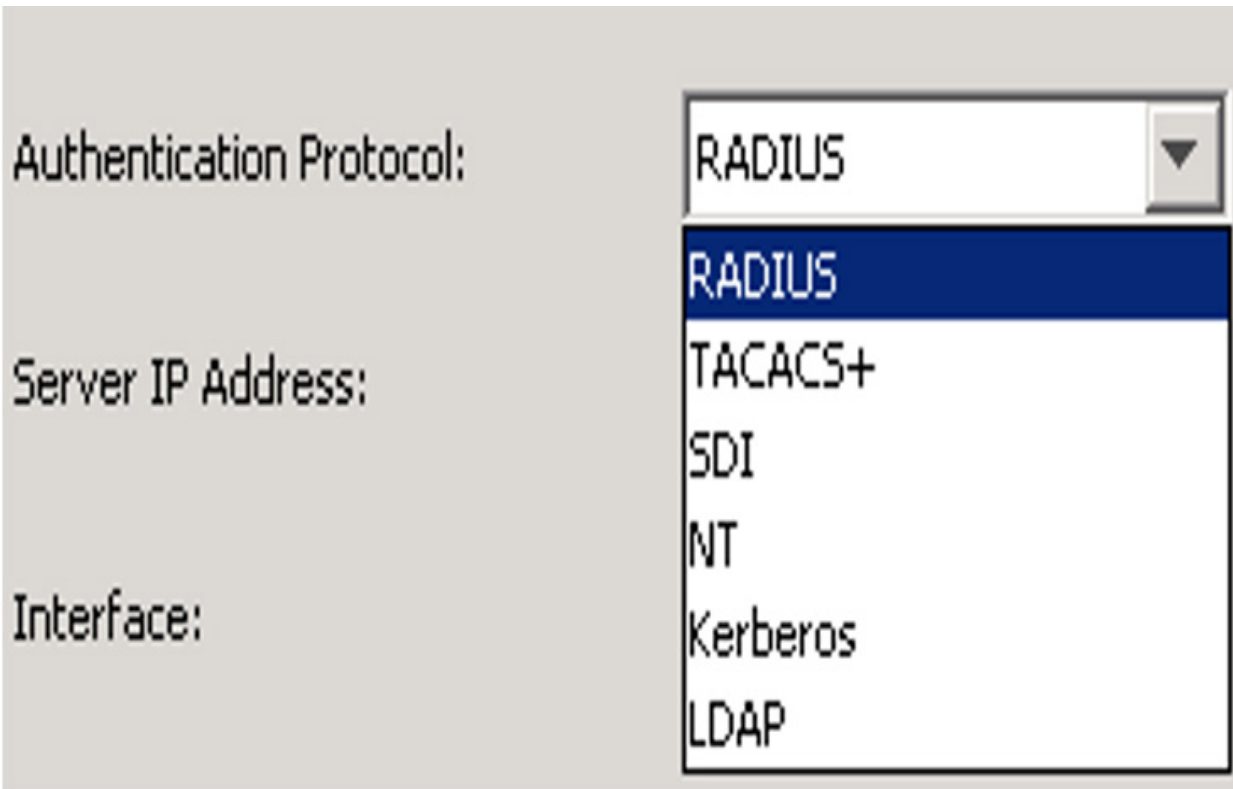 Authentication Protocol:
RADIUS
RADIUS
TACACS+
Server IP Address:
SDI
NT
Interface:
Kerberos
LDAP